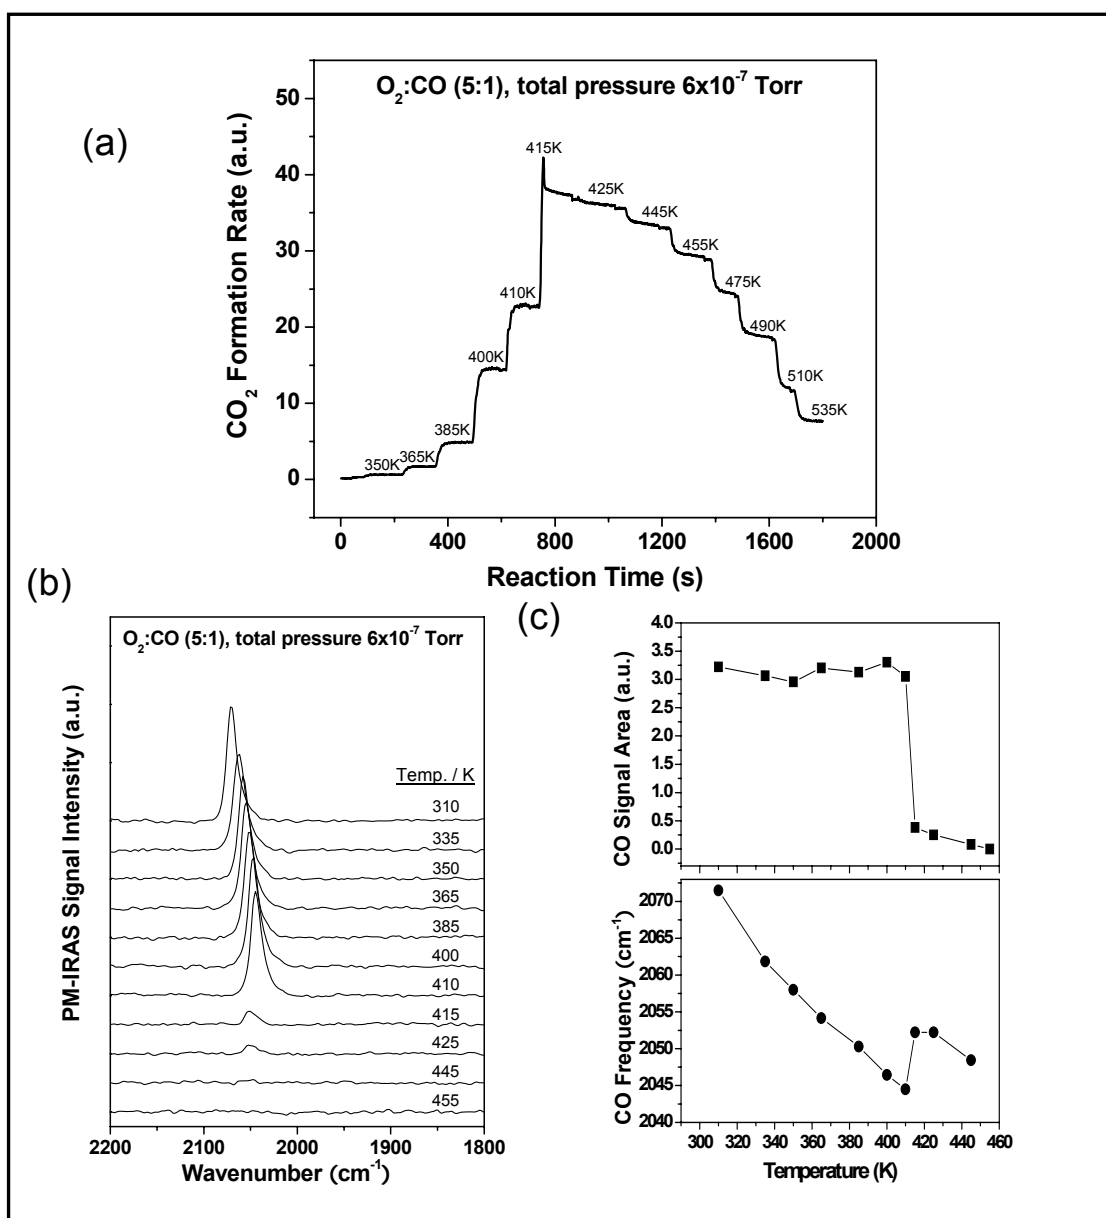 (a)
O₂:CO (5:1), total pressure 6x10⁻⁷ Torr
CO₂ Formation Rate (a.u.)
50
40
30
20
10
0
350K
365K
385K
400K
410K
415K
425K
445K
455K
475K
490K
510K
535K
0 400 800 1200 1600 2000
Reaction Time (s)
(b)
O₂:CO (5:1), total pressure 6x10⁻⁷ Torr
PM-IRAS Signal Intensity (a.u.)
Temp. / K
310
335
350
365
385
400
410
415
425
445
455
2200 2100 2000 1900 1800
Wavenumber (cm⁻¹)
(c)
CO Signal Area (a.u.)
4.0
3.5
3.0
2.5
2.0
1.5
1.0
0.5
0.0
CO Frequency (cm⁻¹)
2070
2065
2060
2055
2050
2045
2040
300 320 340 360 380 400 420 440 460
Temperature (K)